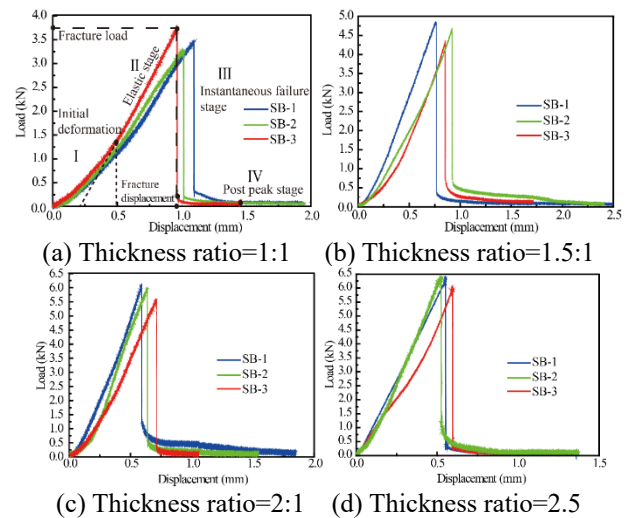 4.0
3.5
3.0
2.5
2.0
1.5
1.0
0.5
0.0
Load (kN)
Fracture load
II
Elastic stage
III
Instantaneous failure
stage
Initial
deformation
I
SB-1
SB-2
SB-3
IV
Post peak stage
Fracture
displacement
0.0 0.5 1.0 1.5 2.0
Displacement (mm)
(a) Thickness ratio=1:1
5.0
4.5
4.0
3.5
3.0
2.5
2.0
1.5
1.0
0.5
0.0
Load (kN)
SB-1
SB-2
SB-3
0.0 0.5 1.0 1.5 2.0 2.5
Displacement (mm)
(b) Thickness ratio=1.5:1
6.5
6.0
5.5
5.0
4.5
4.0
3.5
3.0
2.5
2.0
1.5
1.0
0.5
0.0
Load (kN)
SB-1
SB-2
SB-3
0.0 0.5 1.0 1.5 2.0
Displacement (mm)
(c) Thickness ratio=2:1
6.5
6.0
5.5
5.0
4.5
4.0
3.5
3.0
2.5
2.0
1.5
1.0
0.5
0.0
Load (kN)
SB-1
SB-2
SB-3
0.0 0.5 1.0 1.5
Displacement (mm)
(d) Thickness ratio=2.5